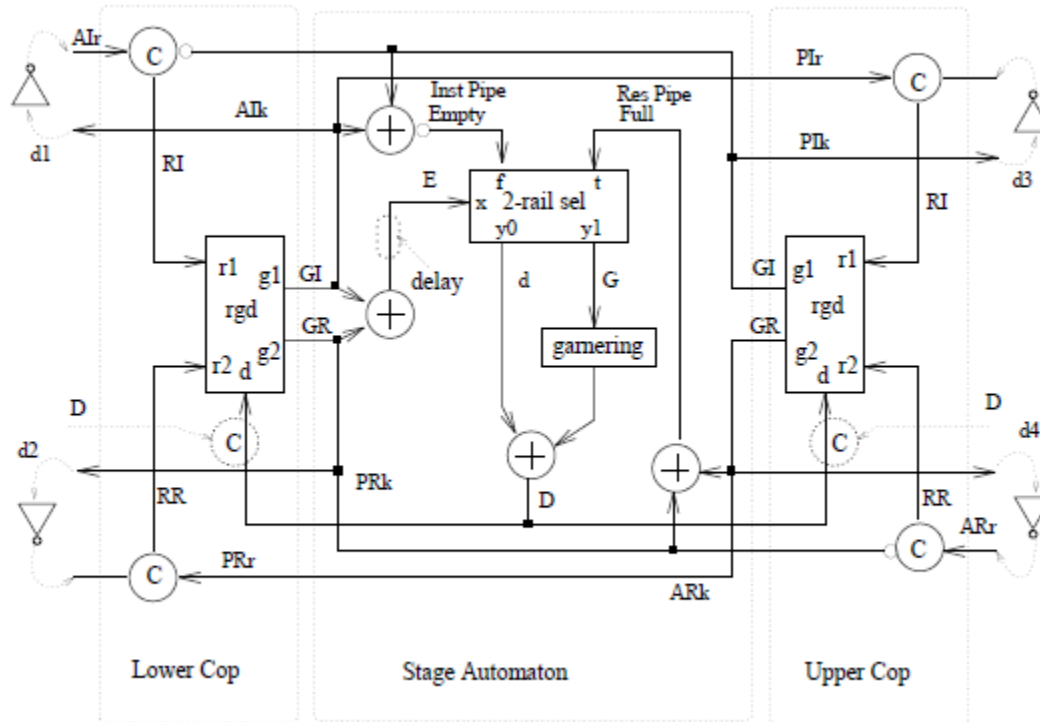 AIr
C
PIr
C
Inst Pipe
Empty
Res Pipe
Full
AIk
+
PIk
d1
d3
RI
E
f
t
x
2-rail sel
y0
y1
RI
r1
g1
GI
rgd
GR
g2
r2
d
delay
+
d
G
garnering
GI
g1
r1
rgd
GR
g2
r2
d
D
C
d2
+
D
PRk
+
C
D
d4
RR
RR
ARr
C
PRr
C
ARk
Lower Cop
Stage Automaton
Upper Cop